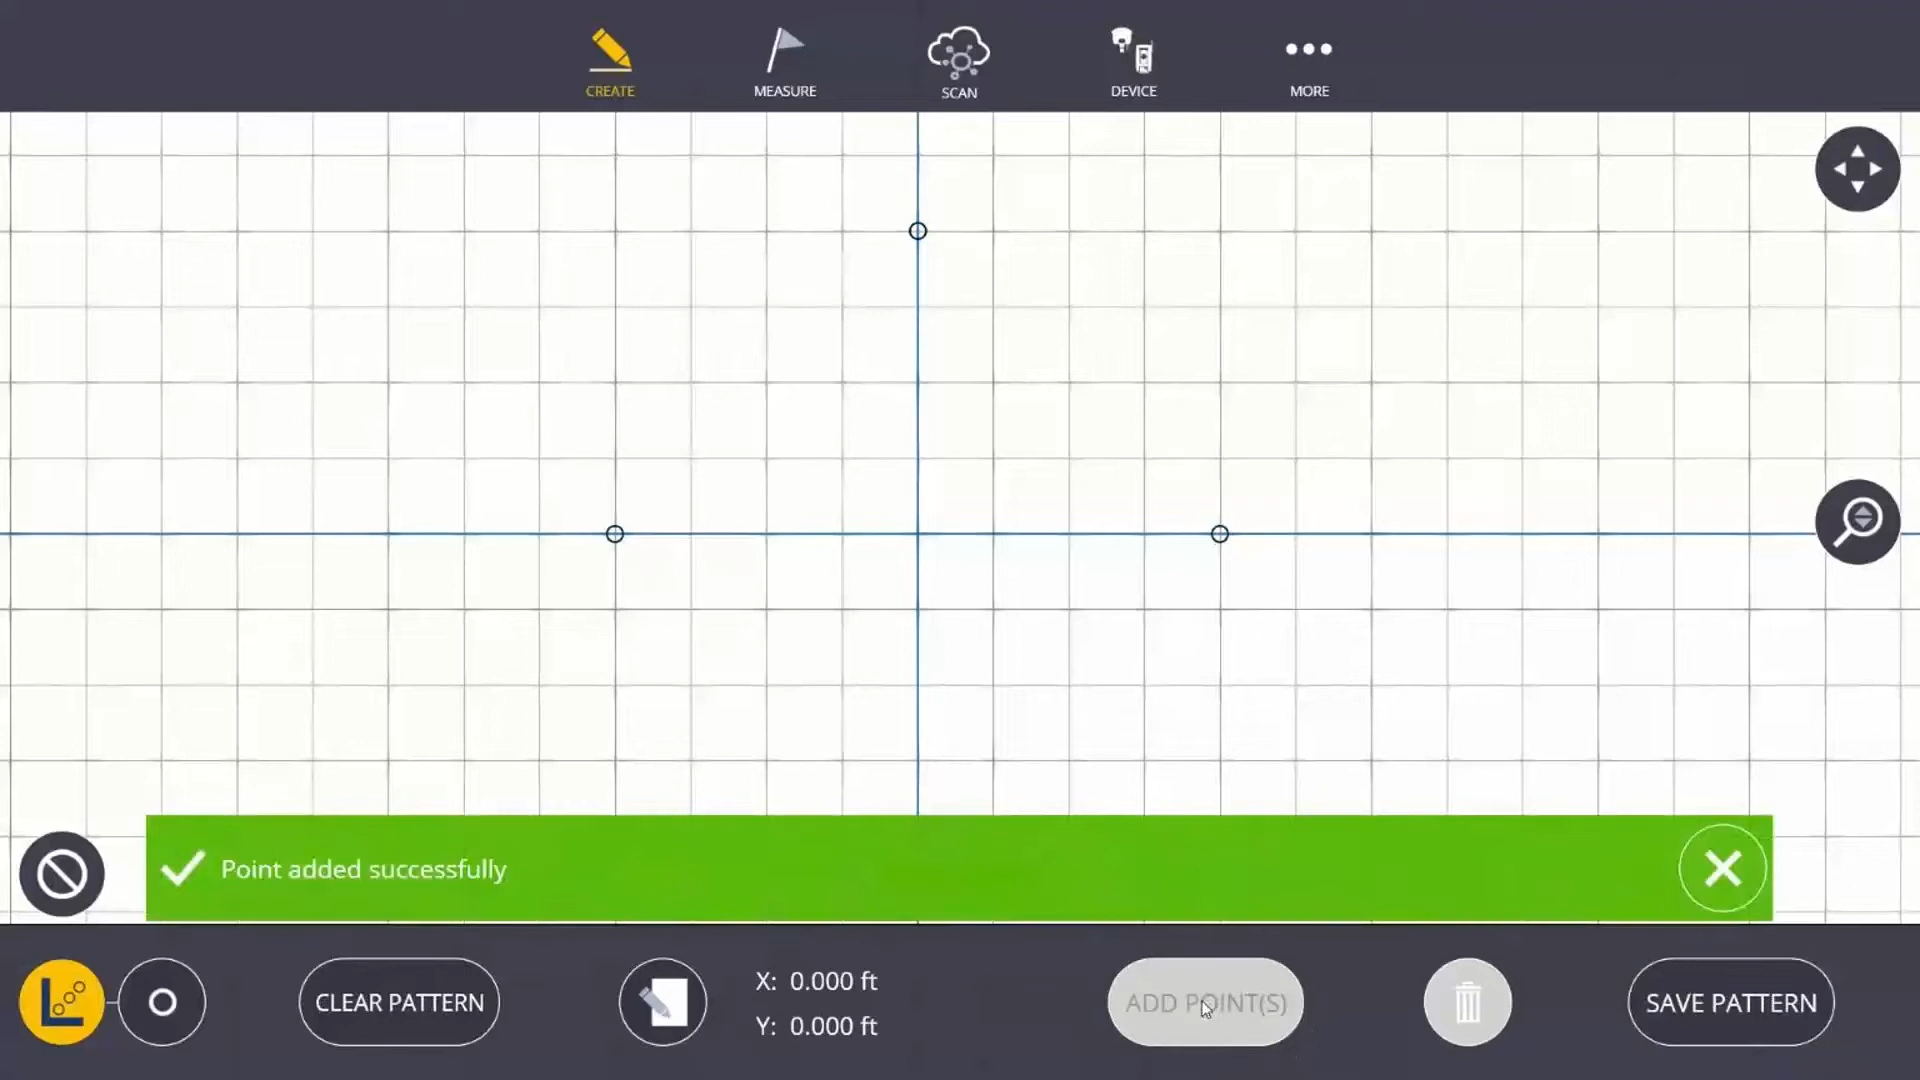 CREATE
MEASURE
SCAN
DEVICE
MORE
Point added successfully
CLEAR PATTERN
X: 0.000 ft
Y: 0.000 ft
ADD POINT(S)
SAVE PATTERN